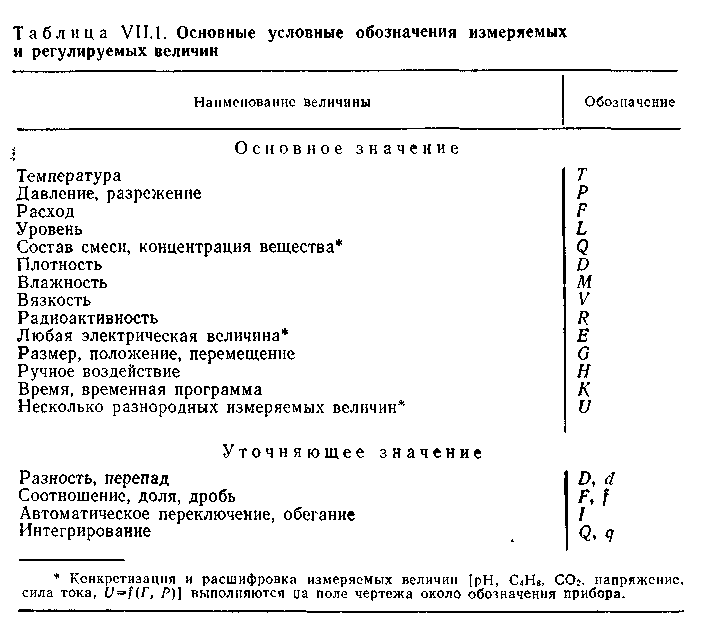 Таблица VII.1. Основные условные обозначения измеряемых
и регулируемых величин
Наименование величины Обозначение
Основное значение
Температура T
Давление, разрежение P
Расход F
Уровень L
Состав смеси, концентрация вещества* Q
Плотность D
Влажность M
Вязкость V
Радиоактивность R
Любая электрическая величина* E
Размер, положение, перемещение G
Ручное воздействие H
Время, временная программа K
Несколько разнородных измеряемых величин* U
Уточняющее значение
Разность, перепад D, d
Соотношение, доля, дробь F, f
Автоматическое переключение, обегание I
Интегрирование Q, q
* Конкретизация и расшифровка измеряемых величин [pH, C₄H₈, CO₂, напряжение,
сила тока, U=f(T, P)] выполняются на поле чертежа около обозначения прибора.